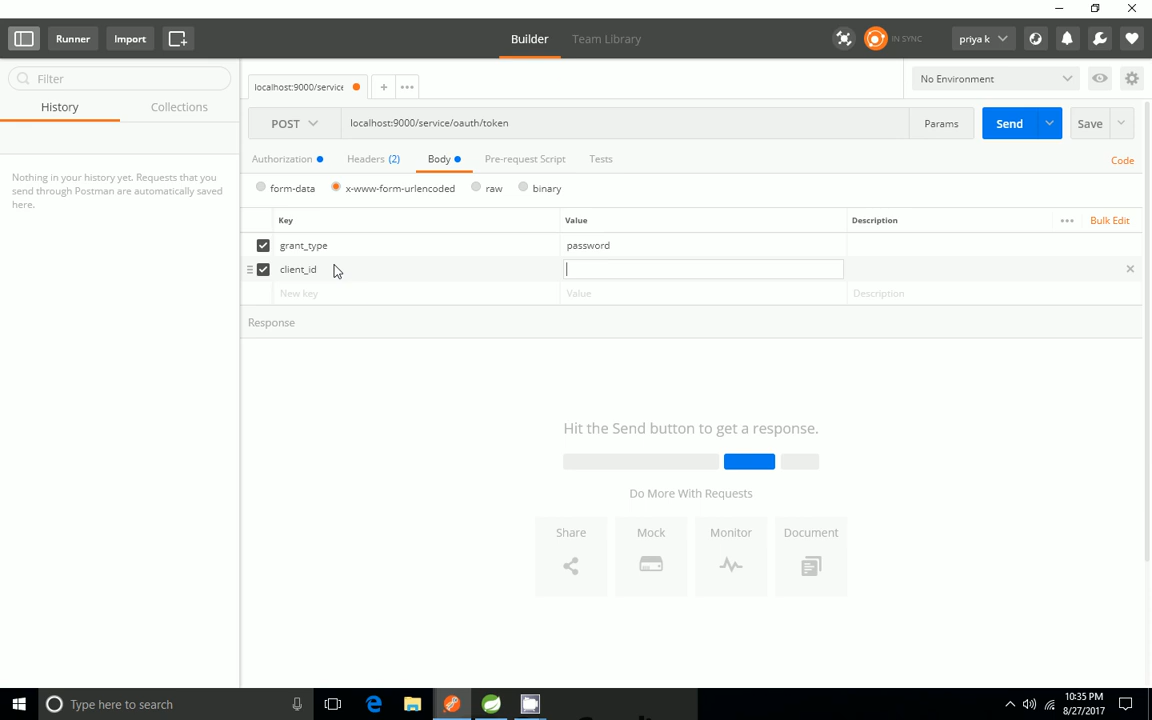 Runner
Import
Builder
Team Library
IN SYNC
priya k
Filter
History
Collections
Nothing in your history yet. Requests that you
send through Postman are automatically saved
here.
localhost:9000/service
No Environment
POST
localhost:9000/service/oauth/token
Params
Send
Save
Authorization
Headers (2)
Body
Pre-request Script
Tests
Code
form-data
x-www-form-urlencoded
raw
binary
Key
Value
Description
Bulk Edit
grant_type
password
client_id
New key
Value
Description
Response
Hit the Send button to get a response.
Do More With Requests
Share
Mock
Monitor
Document
Type here to search
10:35 PM
8/27/2017